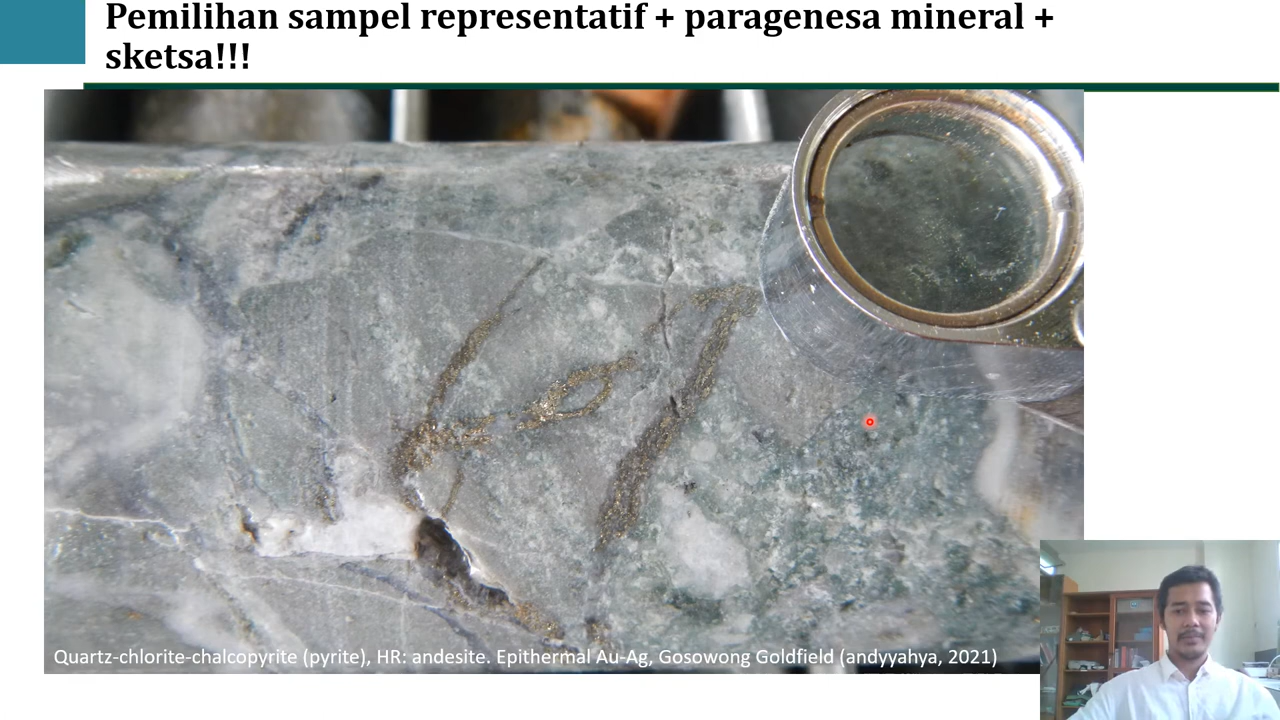 Pemilihan sampel representatif + paragenesa mineral +
sketsa!!!
Quartz-chlorite-chalcopyrite (pyrite), HR: andesite. Epithermal Au-Ag, Gosowong Goldfield (andyyahya, 2021)